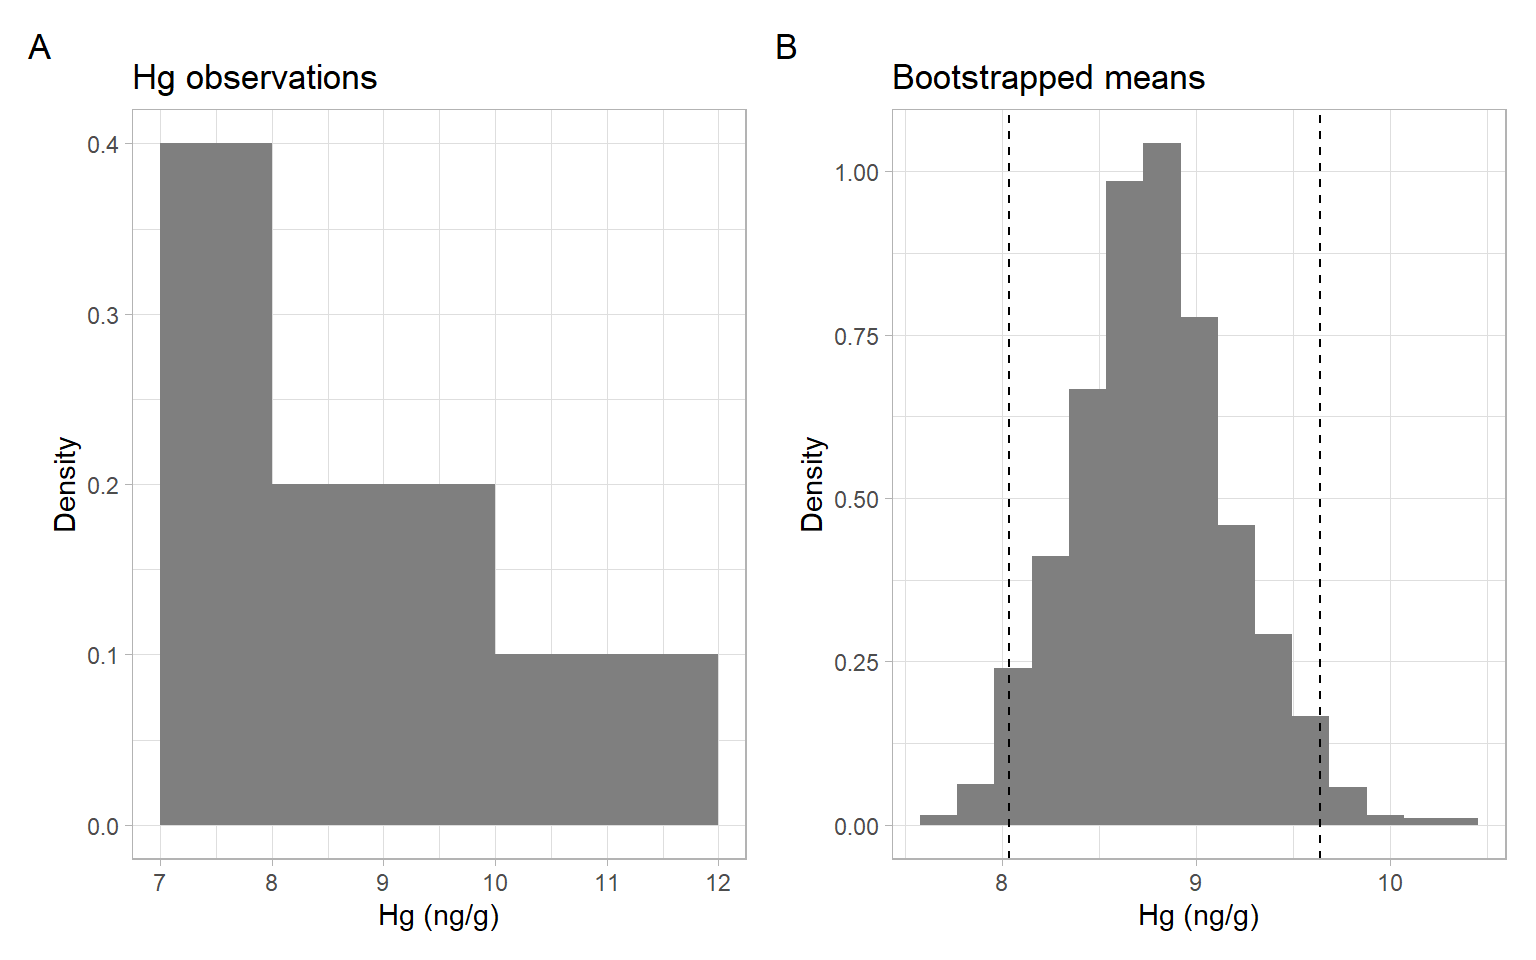 A
Hg observations
Density
0.4
0.3
0.2
0.1
0.0
7 8 9 10 11 12
Hg (ng/g)
B
Bootstrapped means
Density
1.00
0.75
0.50
0.25
0.00
8 9 10
Hg (ng/g)